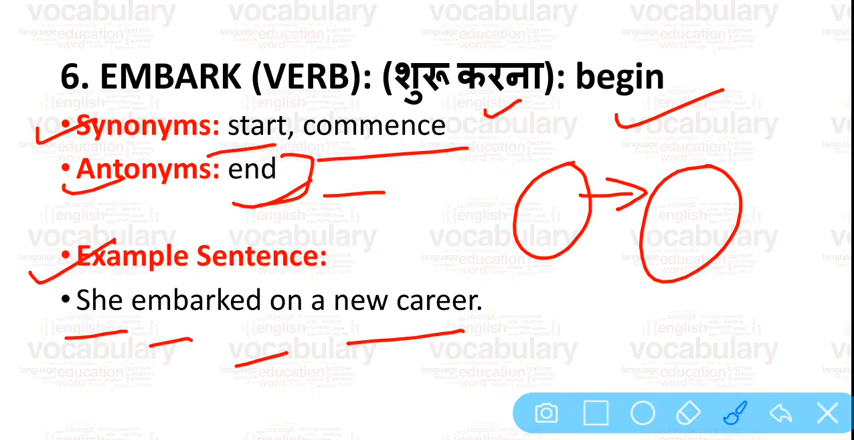 6. EMBARK (VERB): (शुरू करना): begin
•Synonyms: start, commence
•Antonyms: end
•Example Sentence:
•She embarked on a new career.